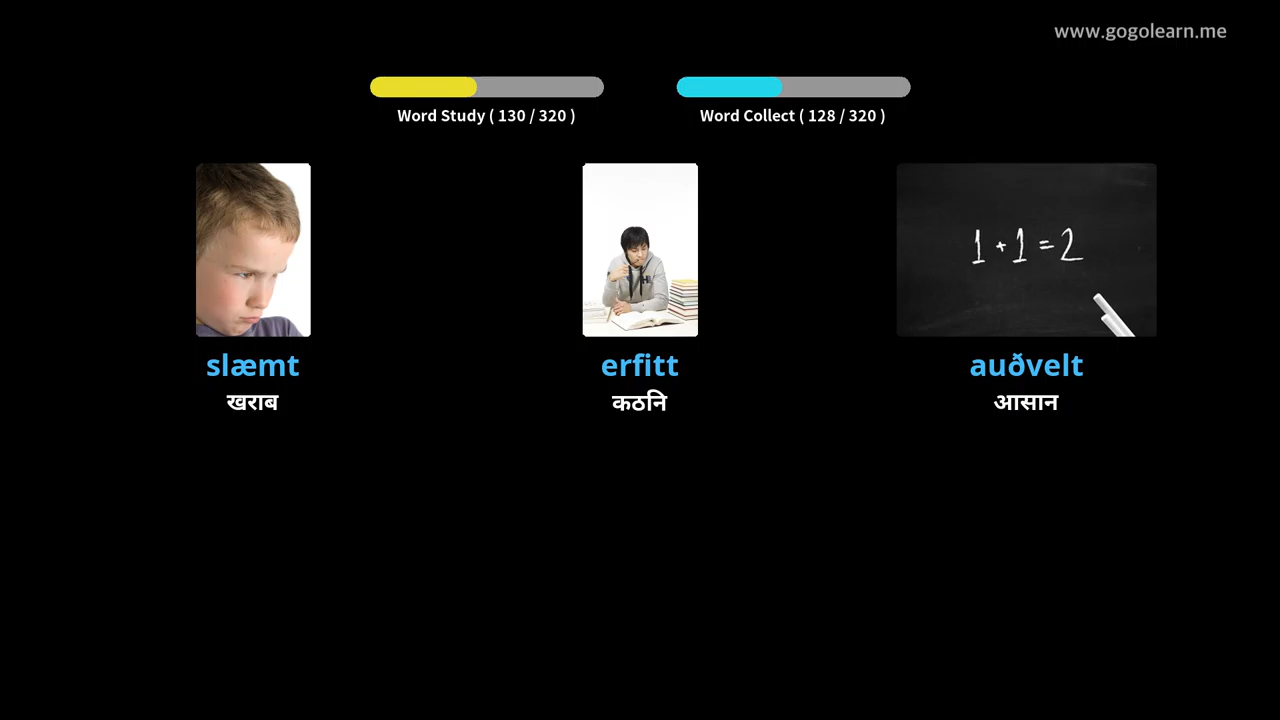 www.gogolearn.me
Word Study ( 130 / 320 )
Word Collect ( 128 / 320 )
1 + 1 = 2
slæmt
erfitt
auðvelt
खराब
कठनि
आसान